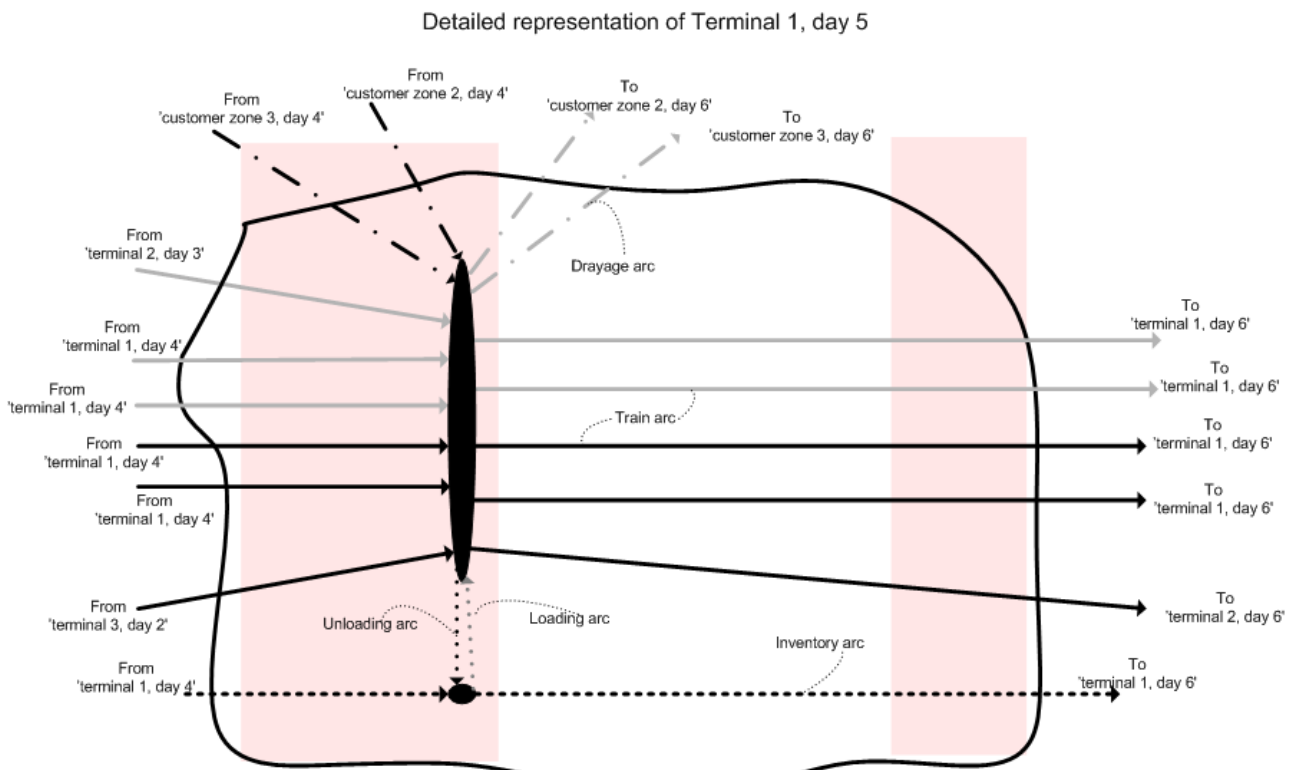 Detailed representation of Terminal 1, day 5
From
'customer zone 3, day 4'
From
'customer zone 2, day 4'
To
'customer zone 2, day 6'
To
'customer zone 3, day 6'
From
'terminal 2, day 3'
Drayage arc
From
'terminal 1, day 4'
To
'terminal 1, day 6'
From
'terminal 1, day 4'
To
'terminal 1, day 6'
Train arc
From
'terminal 1, day 4'
To
'terminal 1, day 6'
From
'terminal 1, day 4'
To
'terminal 1, day 6'
From
'terminal 3, day 2'
Unloading arc
Loading arc
To
'terminal 2, day 6'
Inventory arc
From
'terminal 1, day 4'
To
'terminal 1, day 6'